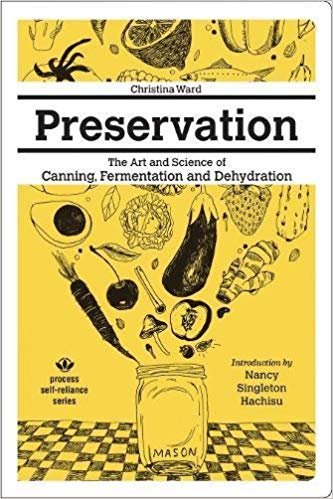 Christina Ward
Preservation
The Art and Science of
Canning, Fermentation and Dehydration
Introduction by
Nancy
Singleton
Hachisu
process
self-reliance
series
MASON